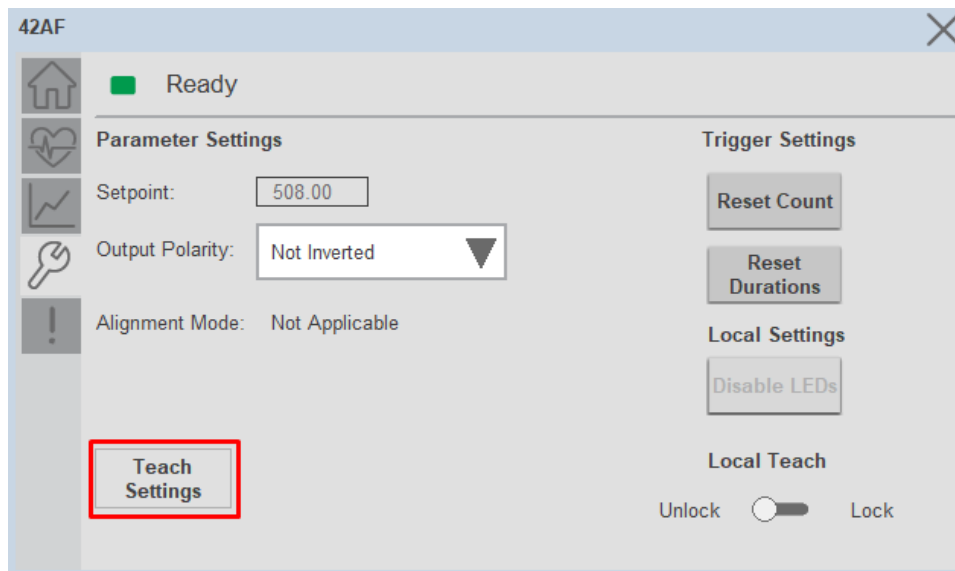 42AF
Ready
Parameter Settings
Setpoint: 508.00
Output Polarity: Not Inverted
Alignment Mode: Not Applicable
Teach
Settings
Trigger Settings
Reset Count
Reset
Durations
Local Settings
Disable LEDs
Local Teach
Unlock Lock